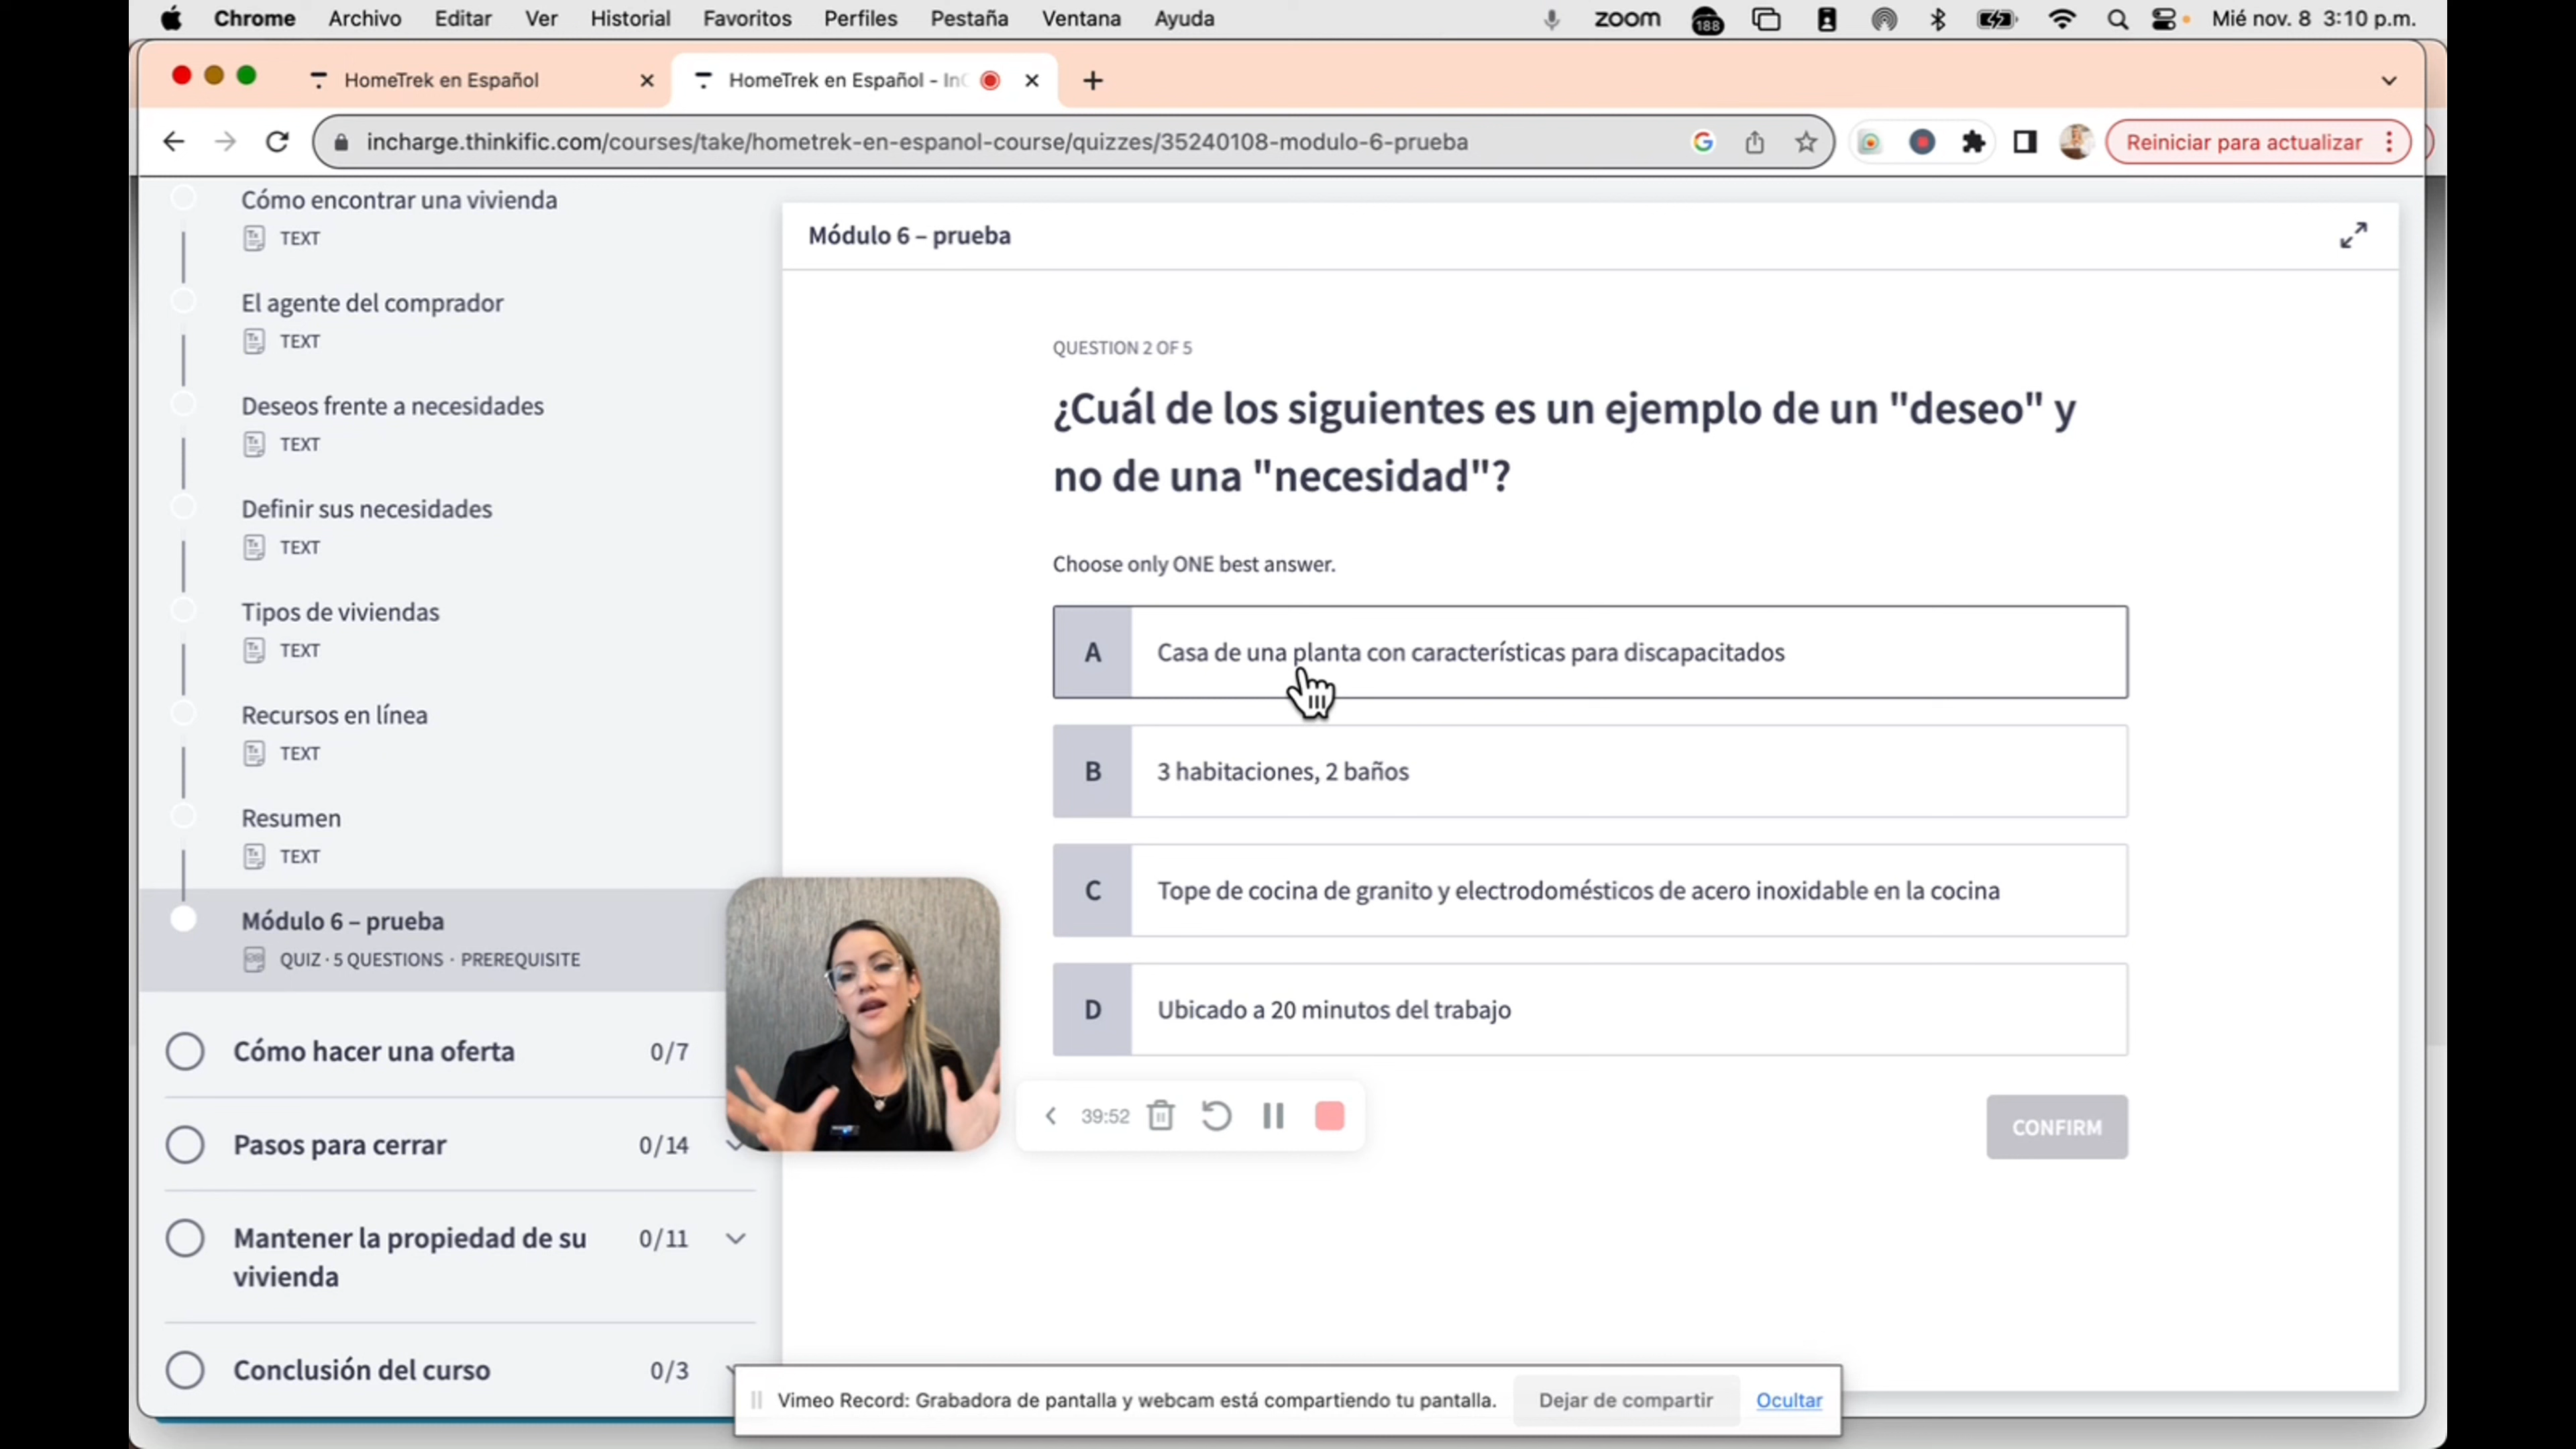 Chrome Archivo Editar Ver Historial Favoritos Perfiles Pestaña Ventana Ayuda
zoom 188 Mié nov. 8 3:10 p.m.
HomeTrek en Español
HomeTrek en Español - In
incharge.thinkific.com/courses/take/hometrek-en-espanol-course/quizzes/35240108-modulo-6-prueba
Reiniciar para actualizar
Cómo encontrar una vivienda
TEXT
El agente del comprador
TEXT
Deseos frente a necesidades
TEXT
Definir sus necesidades
TEXT
Tipos de viviendas
TEXT
Recursos en línea
TEXT
Resumen
TEXT
Módulo 6 – prueba
QUIZ · 5 QUESTIONS · PREREQUISITE
Cómo hacer una oferta 0/7
Pasos para cerrar 0/14
Mantener la propiedad de su 0/11
vivienda
Conclusión del curso 0/3
Módulo 6 – prueba
QUESTION 2 OF 5
¿Cuál de los siguientes es un ejemplo de un "deseo" y
no de una "necesidad"?
Choose only ONE best answer.
A Casa de una planta con características para discapacitados
B 3 habitaciones, 2 baños
C Tope de cocina de granito y electrodomésticos de acero inoxidable en la cocina
D Ubicado a 20 minutos del trabajo
39:52
CONFIRM
Vimeo Record: Grabadora de pantalla y webcam está compartiendo tu pantalla. Dejar de compartir Ocultar